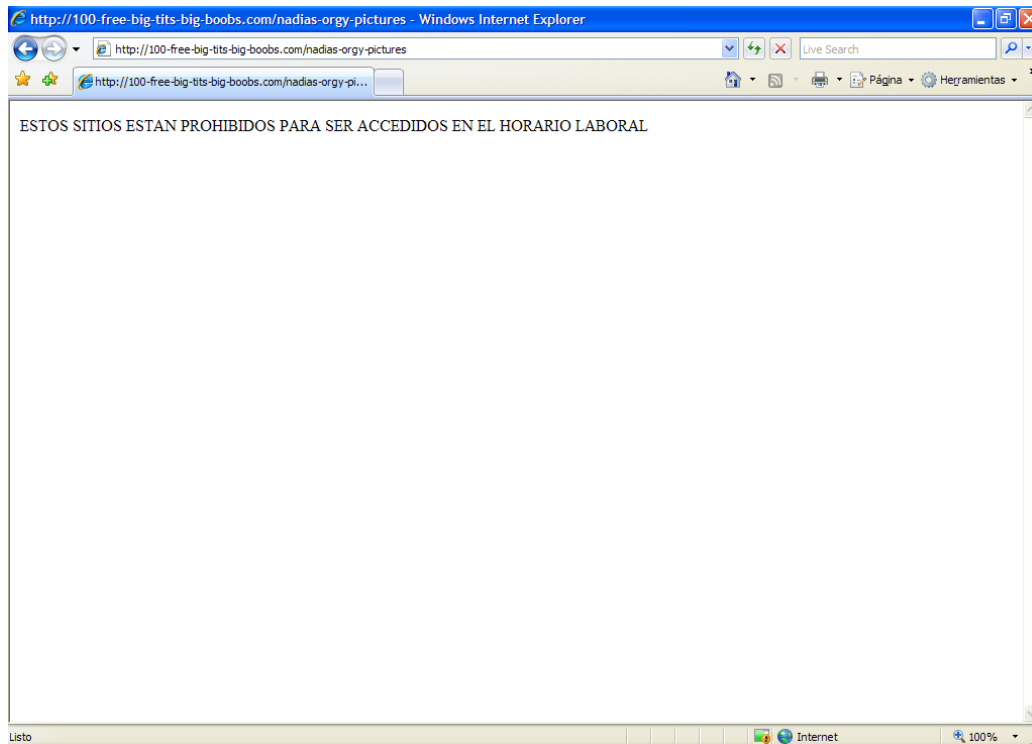 http://100-free-big-tits-big-boobs.com/nadias-orgy-pictures - Windows Internet Explorer
http://100-free-big-tits-big-boobs.com/nadias-orgy-pictures
Live Search
http://100-free-big-tits-big-boobs.com/nadias-orgy-pi...
Página
Herramientas
ESTOS SITIOS ESTAN PROHIBIDOS PARA SER ACCEDIDOS EN EL HORARIO LABORAL
Listo
Internet
100%